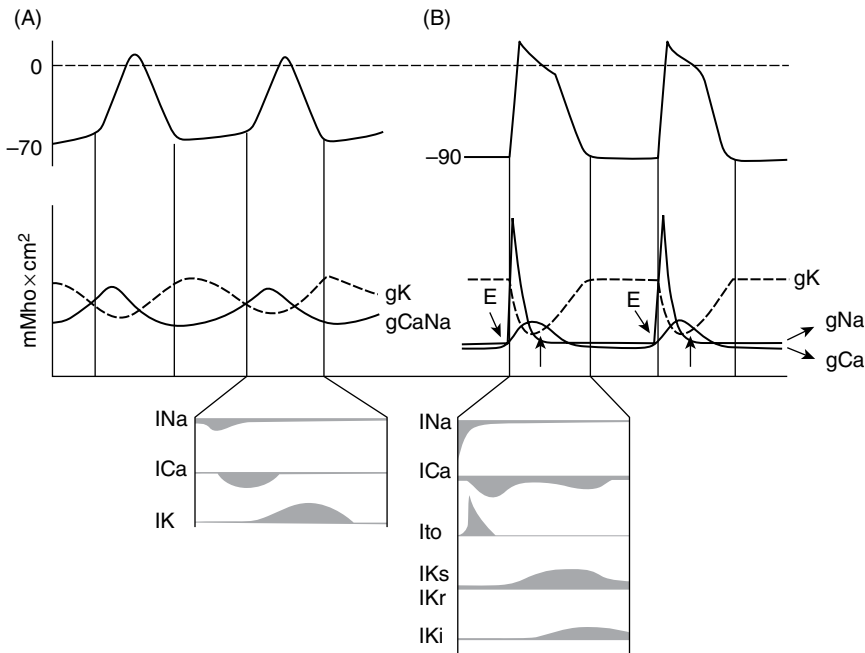 (A)
(B)
0
−70
−90
mMho×cm²
gK
gCaNa
E
E
gK
gNa
gCa
INa
ICa
IK
INa
ICa
Ito
IKs
IKr
IKi